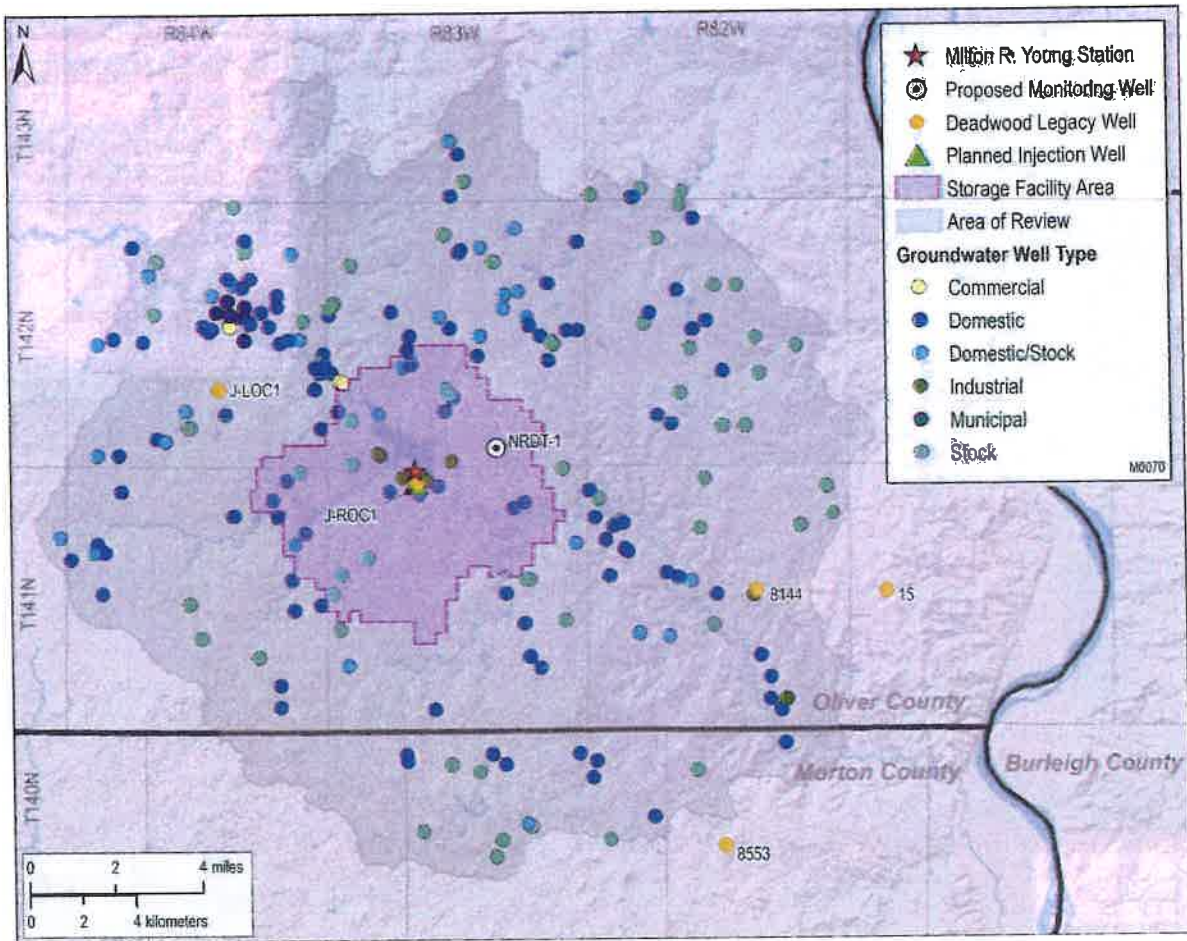 N
R84W
R83W
R82W
T143N
T142N
T141N
T140N
Milton R. Young Station
Proposed Monitoring Well
Deadwood Legacy Well
Planned Injection Well
Storage Facility Area
Area of Review
Groundwater Well Type
Commercial
Domestic
Domestic/Stock
Industrial
Municipal
Stock
M0070
J-LOC1
NRDT-1
J-ROC1
8144
15
Oliver County
Morton County
Burleigh County
8553
0 2 4 miles
0 2 4 kilometers